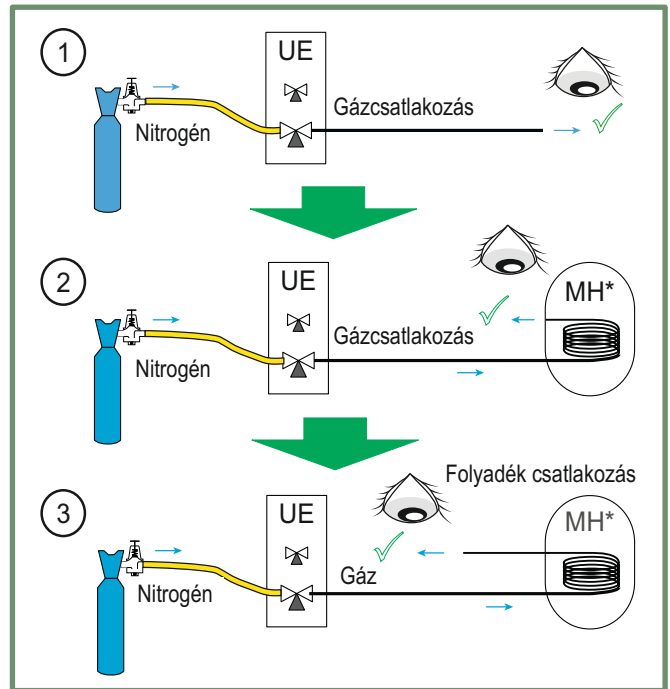 1
UE
Gázcsatlakozás
Nitrogén
2
UE
MH*
Gázcsatlakozás
Nitrogén
3
Folyadék csatlakozás
UE
MH*
Gáz
Nitrogén